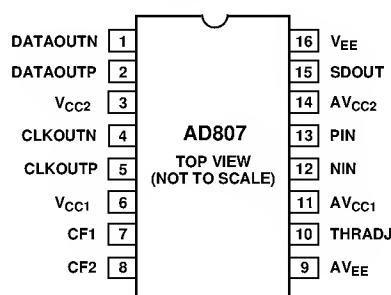 DATAOUTN 1
DATAOUTP 2
VCC2 3
CLKOUTN 4
CLKOUTP 5
VCC1 6
CF1 7
CF2 8
AD807
TOP VIEW
(NOT TO SCALE)
16 VEE
15 SDOUT
14 AVCC2
13 PIN
12 NIN
11 AVCC1
10 THRADJ
9 AVEE